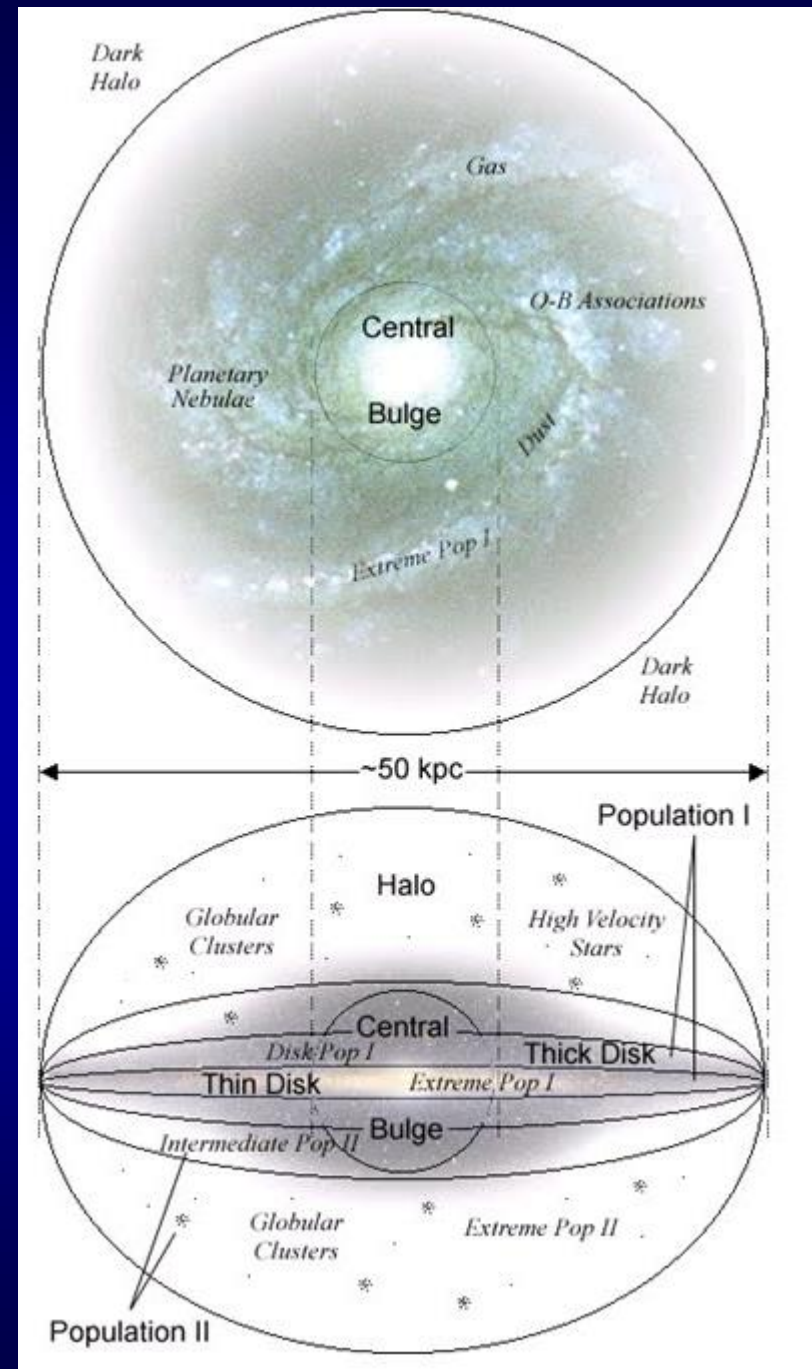 Dark
Halo
Gas
O-B Associations
Central
Planetary
Nebulae
Bulge
Dust
Extreme Pop I
Dark
Halo
~50 kpc
Population I
Halo
Globular
Clusters
High Velocity
Stars
Central
Disk Pop I
Thick Disk
Thin Disk
Extreme Pop I
Bulge
Intermediate Pop II
Globular
Clusters
Extreme Pop II
Population II